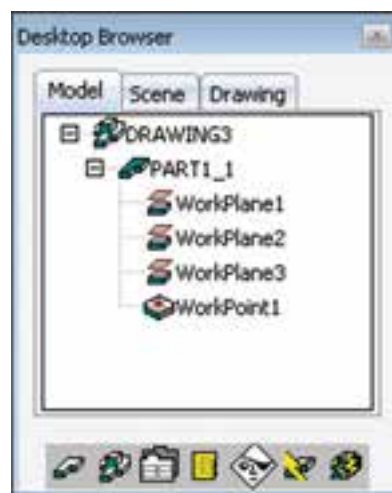 Desktop Browser
Model Scene Drawing
DRAWING3
PART1_1
WorkPlane1
WorkPlane2
WorkPlane3
WorkPoint1